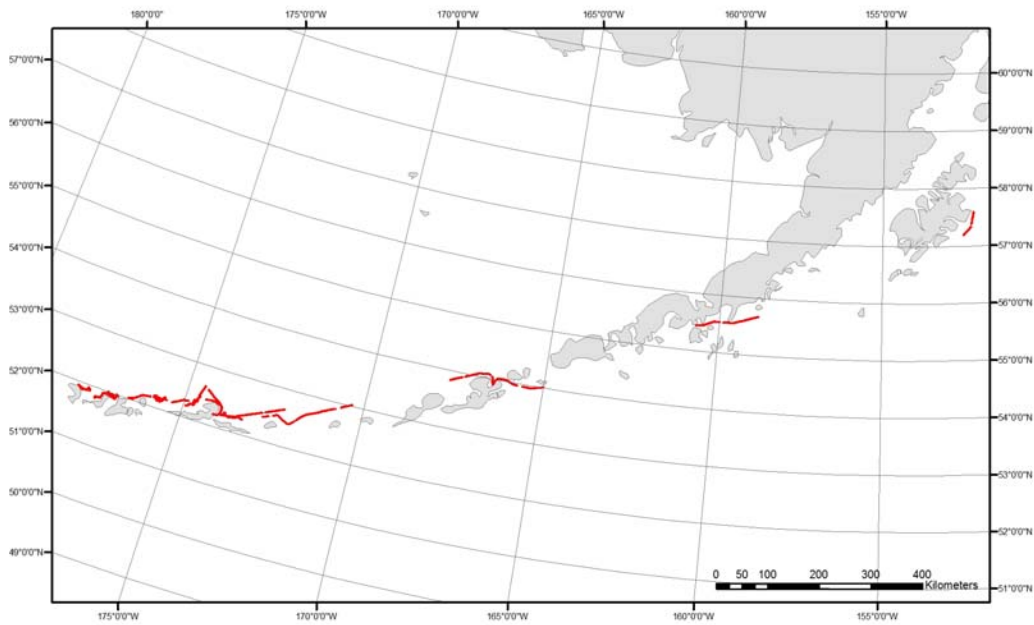 180°0'0"W 175°0'0"W 170°0'0"W 165°0'0"W 160°0'0"W 155°0'0"W
57°0'0"N
56°0'0"N
55°0'0"N
54°0'0"N
53°0'0"N
52°0'0"N
51°0'0"N
50°0'0"N
49°0'0"N
60°0'0"N
59°0'0"N
58°0'0"N
57°0'0"N
56°0'0"N
55°0'0"N
54°0'0"N
53°0'0"N
52°0'0"N
51°0'0"N
0 50 100 200 300 400
Kilometers
175°0'0"W 170°0'0"W 165°0'0"W 160°0'0"W 155°0'0"W